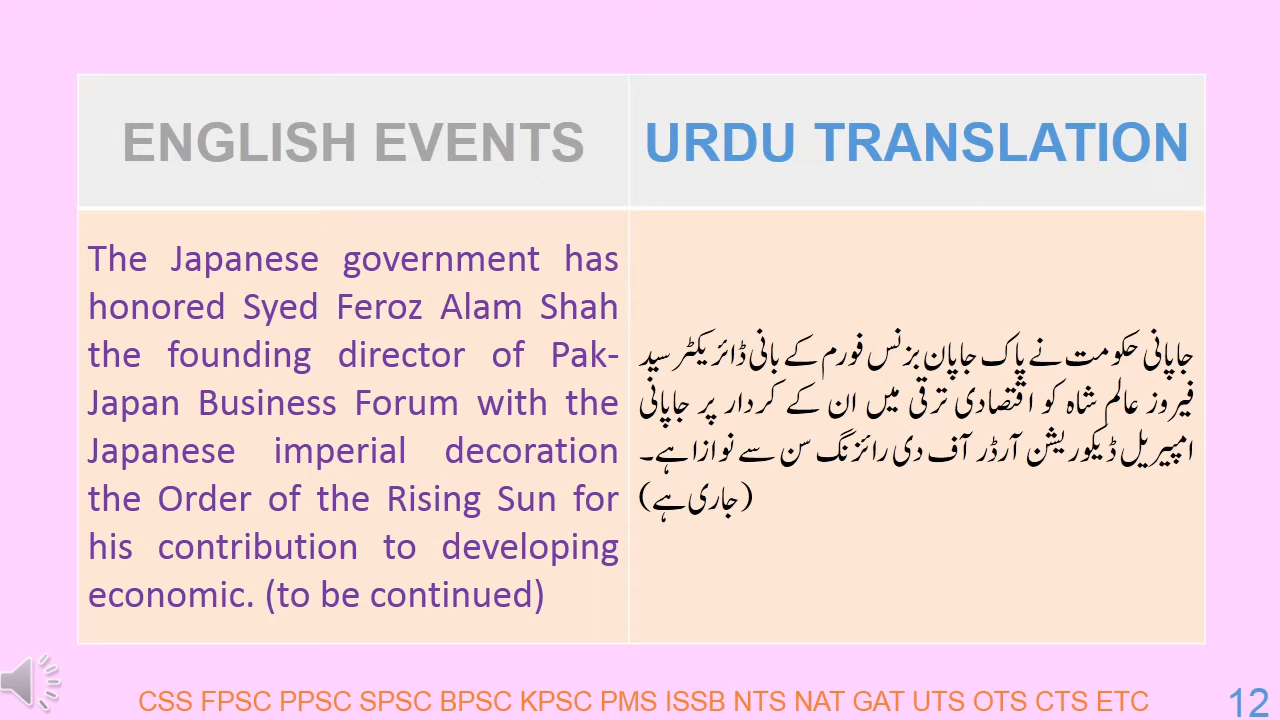 ENGLISH EVENTS
URDU TRANSLATION
The Japanese government has
honored Syed Feroz Alam Shah
the founding director of Pak-
Japan Business Forum with the
Japanese imperial decoration
the Order of the Rising Sun for
his contribution to developing
economic. (to be continued)
جاپانی حکومت نے پاک جاپان بزنس فورم کے بانی ڈائریکٹر سید
فیروز عالم شاہ کو اقتصادی ترقی میں ان کے کردار پر جاپانی
امپیریل ڈیکوریشن آرڈر آف دی رائزنگ سن سے نوازا ہے۔
(جاری ہے)
CSS FPSC PPSC SPSC BPSC KPSC PMS ISSB NTS NAT GAT UTS OTS CTS ETC
12